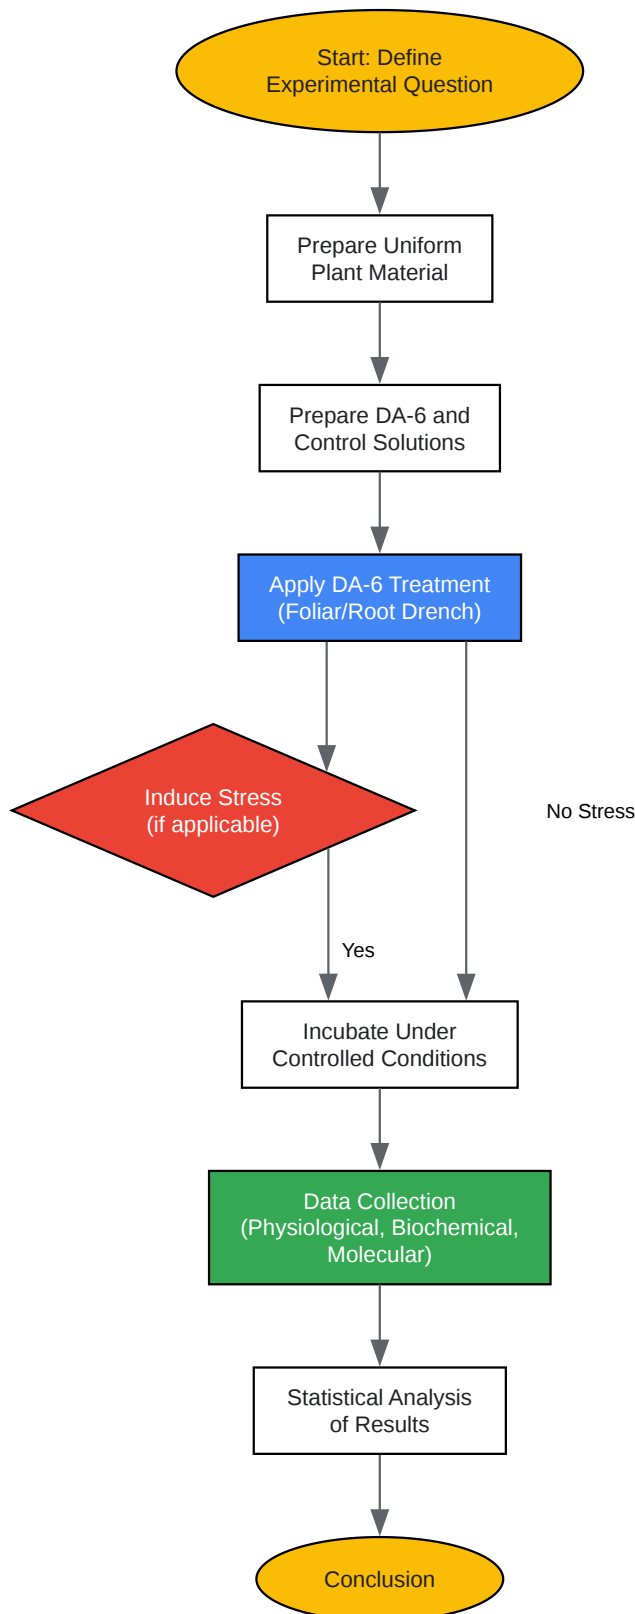 Start: Define
Experimental Question
Prepare Uniform
Plant Material
Prepare DA-6 and
Control Solutions
Apply DA-6 Treatment
(Foliar/Root Drench)
Induce Stress
(if applicable)
No Stress
Yes
Incubate Under
Controlled Conditions
Data Collection
(Physiological, Biochemical,
Molecular)
Statistical Analysis
of Results
Conclusion